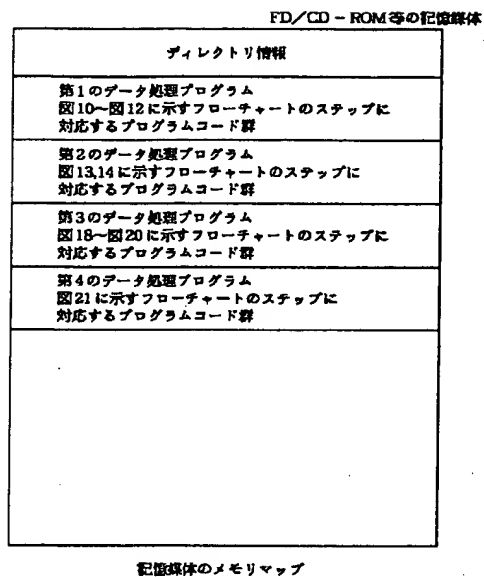 FD/CD－ROM等の記憶媒体
ディレクトリ情報
第1のデータ処理プログラム
図10～図12に示すフローチャートのステップに
対応するプログラムコード群
第2のデータ処理プログラム
図13,14に示すフローチャートのステップに
対応するプログラムコード群
第3のデータ処理プログラム
図18～図20に示すフローチャートのステップに
対応するプログラムコード群
第4のデータ処理プログラム
図21に示すフローチャートのステップに
対応するプログラムコード群
記憶媒体のメモリマップ